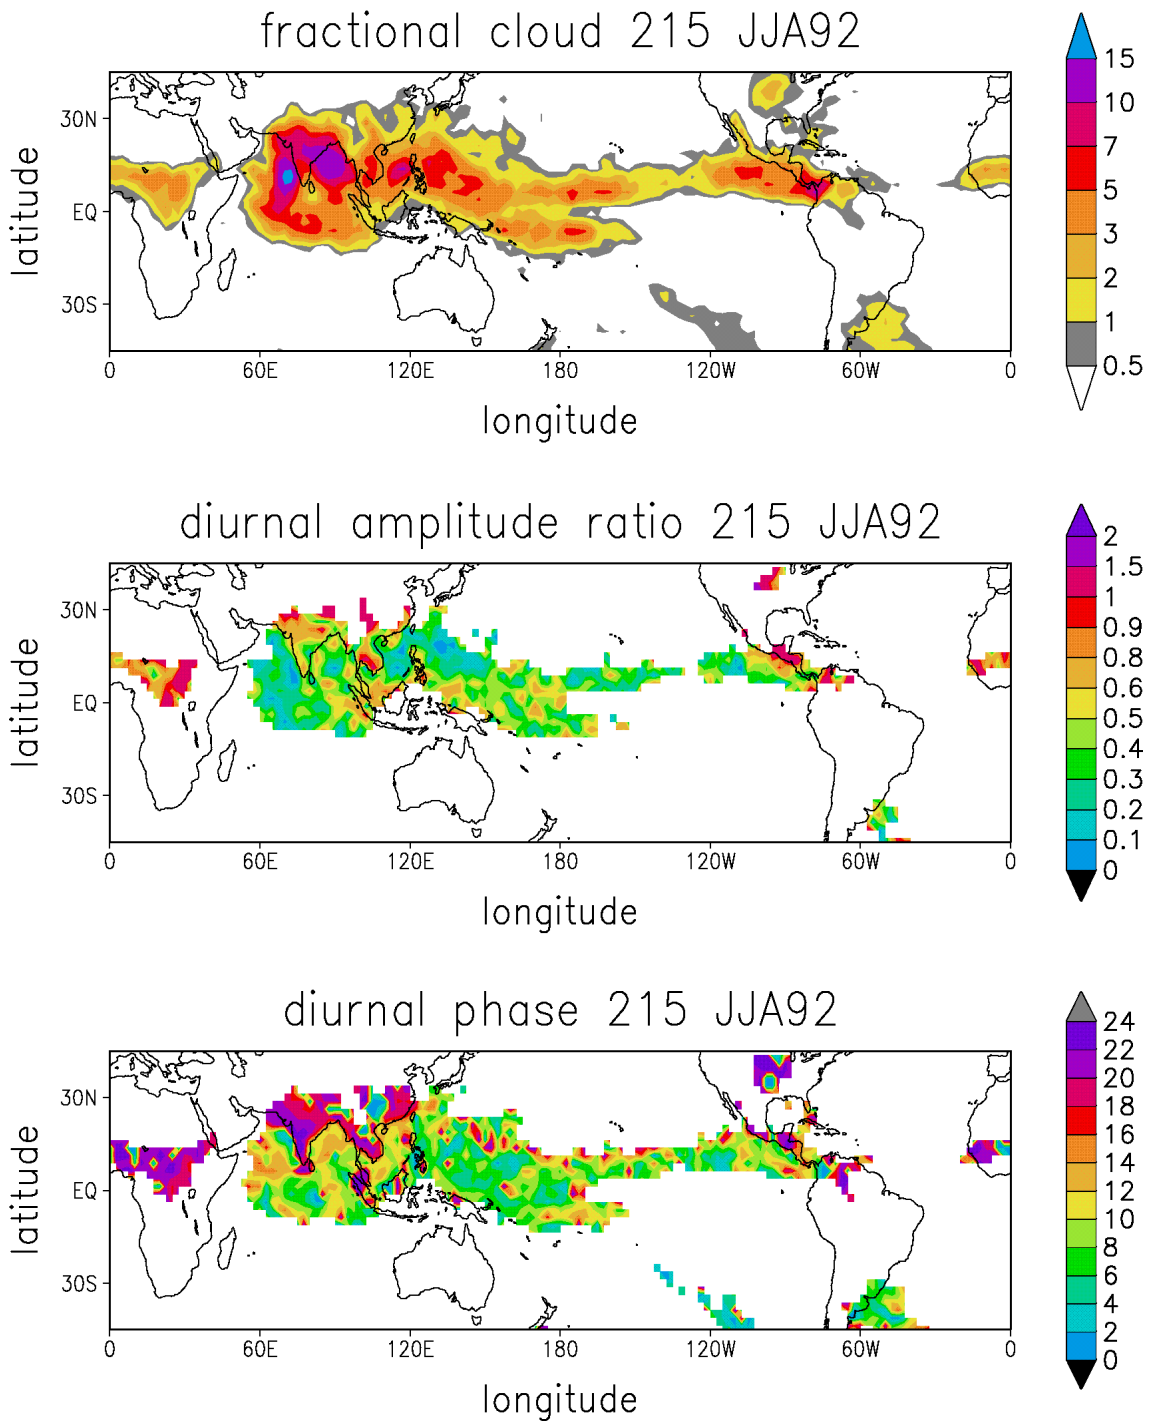 fractional cloud 215 JJA92
30N
EQ
30S
latitude
0 60E 120E 180 120W 60W 0
longitude
15
10
7
5
3
2
1
0.5
diurnal amplitude ratio 215 JJA92
30N
EQ
30S
latitude
0 60E 120E 180 120W 60W 0
longitude
2
1.5
1
0.9
0.8
0.6
0.5
0.4
0.3
0.2
0.1
0
diurnal phase 215 JJA92
30N
EQ
30S
latitude
0 60E 120E 180 120W 60W 0
longitude
24
22
20
18
16
14
12
10
8
6
4
2
0